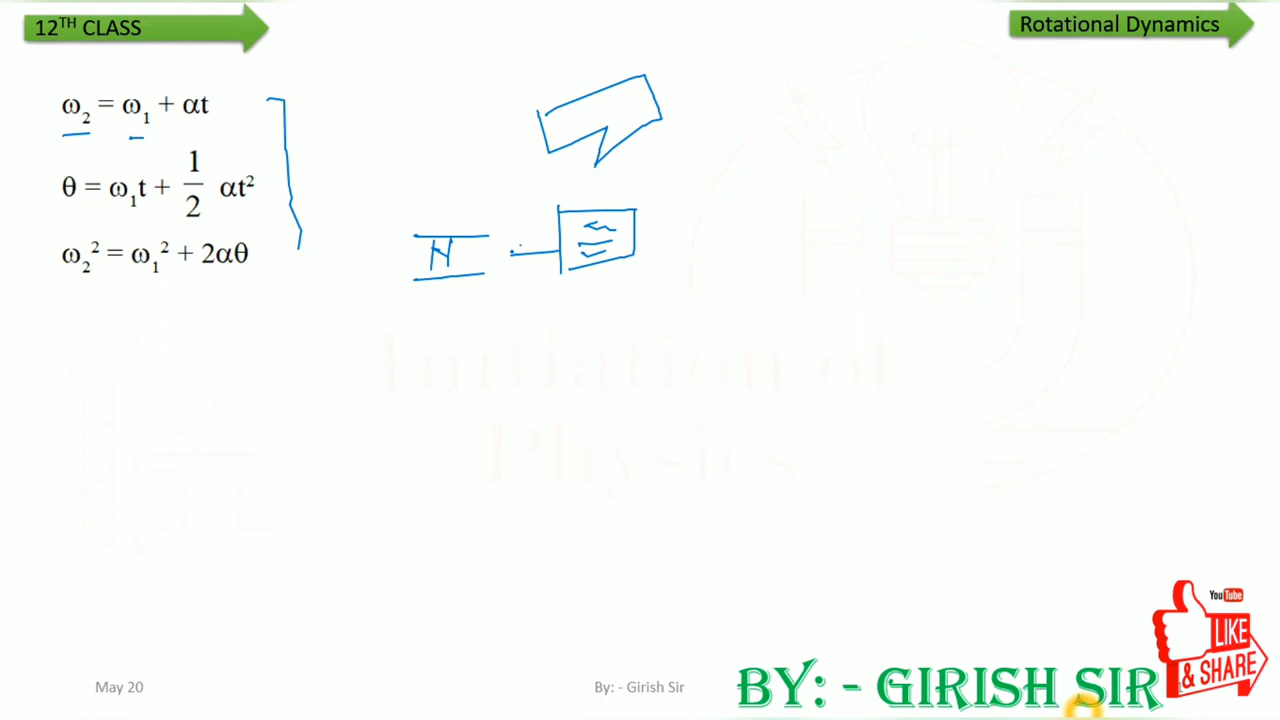 12TH CLASS
Rotational Dynamics
ω₂ = ω₁ + αt
θ = ω₁t + 1/2 αt²
ω₂² = ω₁² + 2αθ
N
Initiation of
Physics
May 20
By: - Girish Sir
BY: - GIRISH SIR
YouTube
LIKE
& SHARE